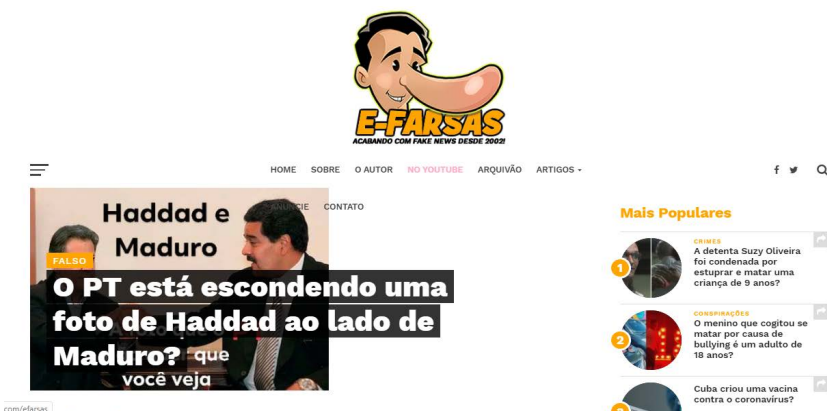 E-FARSAS
ACABANDO COM FAKE NEWS DESDE 2002!
HOME SOBRE O AUTOR NO YOUTUBE ARQUIVÃO ARTIGOS
ANUNCIE CONTATO
Haddad e
Maduro
FALSO
O PT está escondendo uma
foto de Haddad ao lado de
Maduro?
que
você veja
Mais Populares
1
CRIMES
A detenta Suzy Oliveira
foi condenada por
estuprar e matar uma
criança de 9 anos?
2
CONSPIRAÇÕES
O menino que cogitou se
matar por causa de
bullying é um adulto de
18 anos?
Cuba criou uma vacina
contra o coronavírus?
com/efarsas